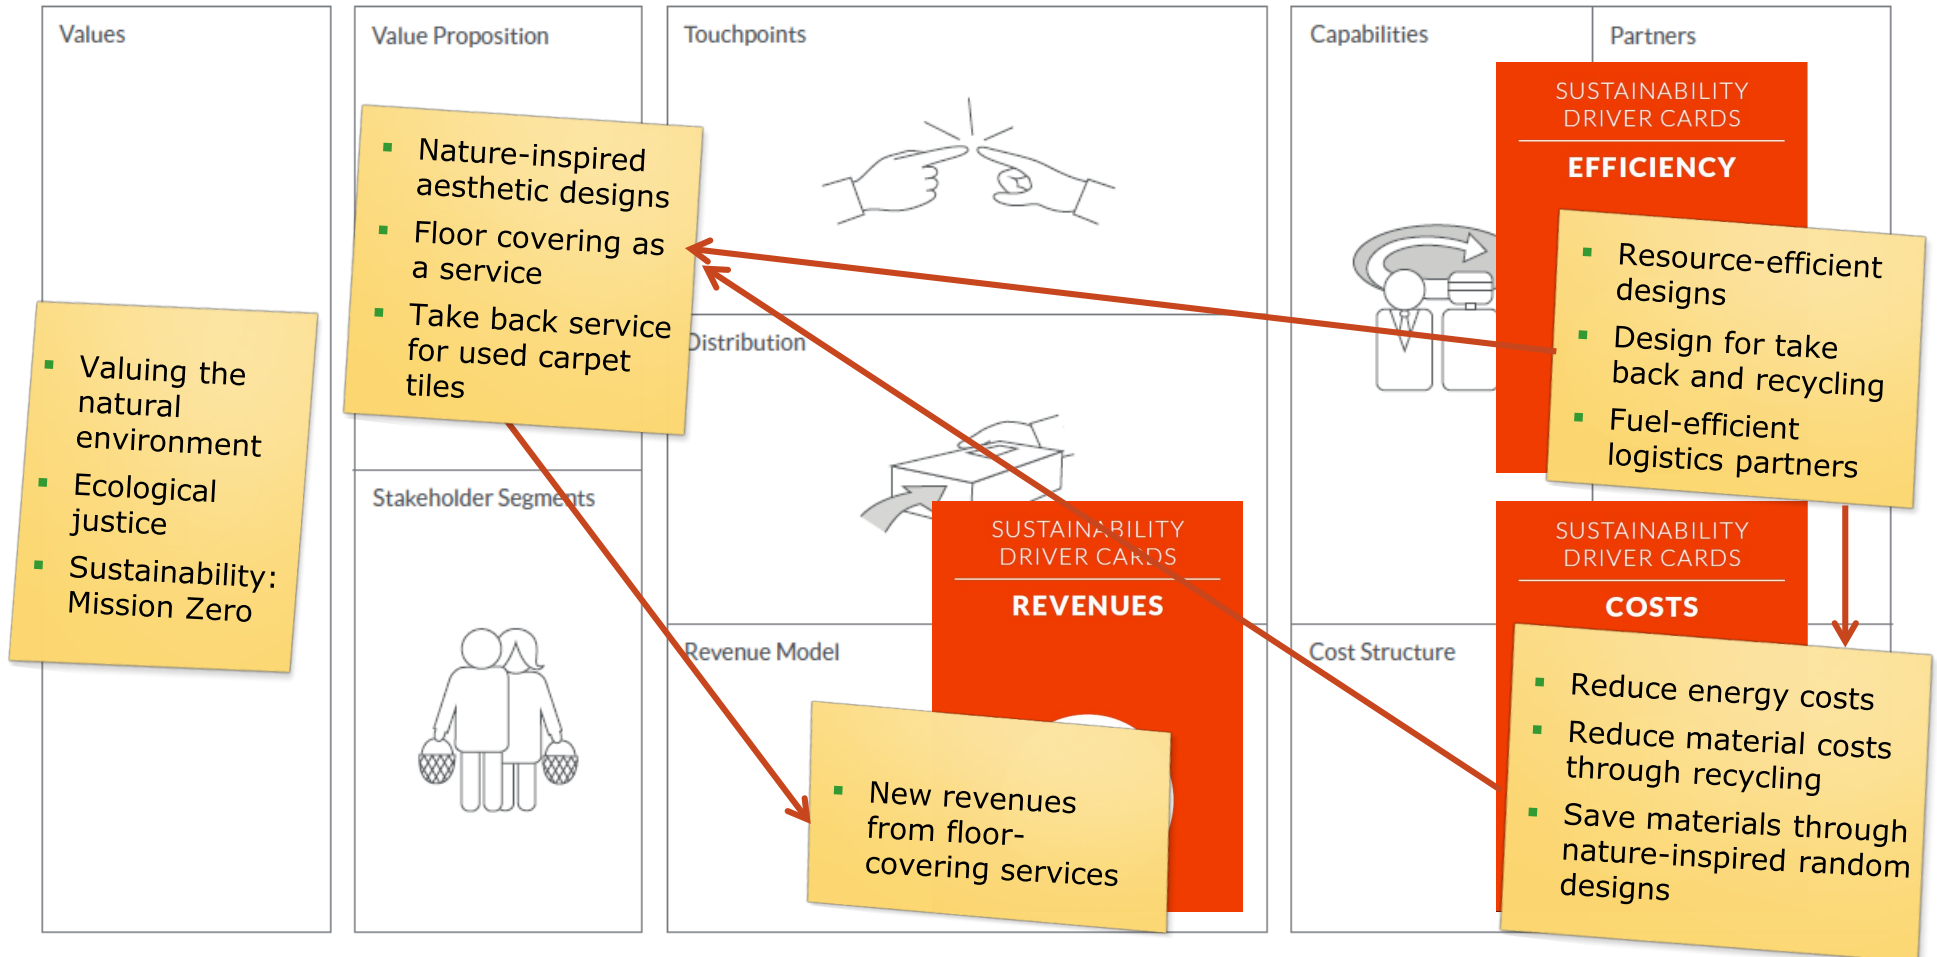 Values
Valuing the
natural
environment
Ecological
justice
Sustainability:
Mission Zero
Value Proposition
Nature-inspired
aesthetic designs
Floor covering as
a service
Take back service
for used carpet
tiles
Stakeholder Segments
Touchpoints
Distribution
Revenue Model
SUSTAINABILITY
DRIVER CARDS
REVENUES
New revenues
from floor-
covering services
Capabilities
Partners
SUSTAINABILITY
DRIVER CARDS
EFFICIENCY
Resource-efficient
designs
Design for take
back and recycling
Fuel-efficient
logistics partners
Cost Structure
SUSTAINABILITY
DRIVER CARDS
COSTS
Reduce energy costs
Reduce material costs
through recycling
Save materials through
nature-inspired random
designs